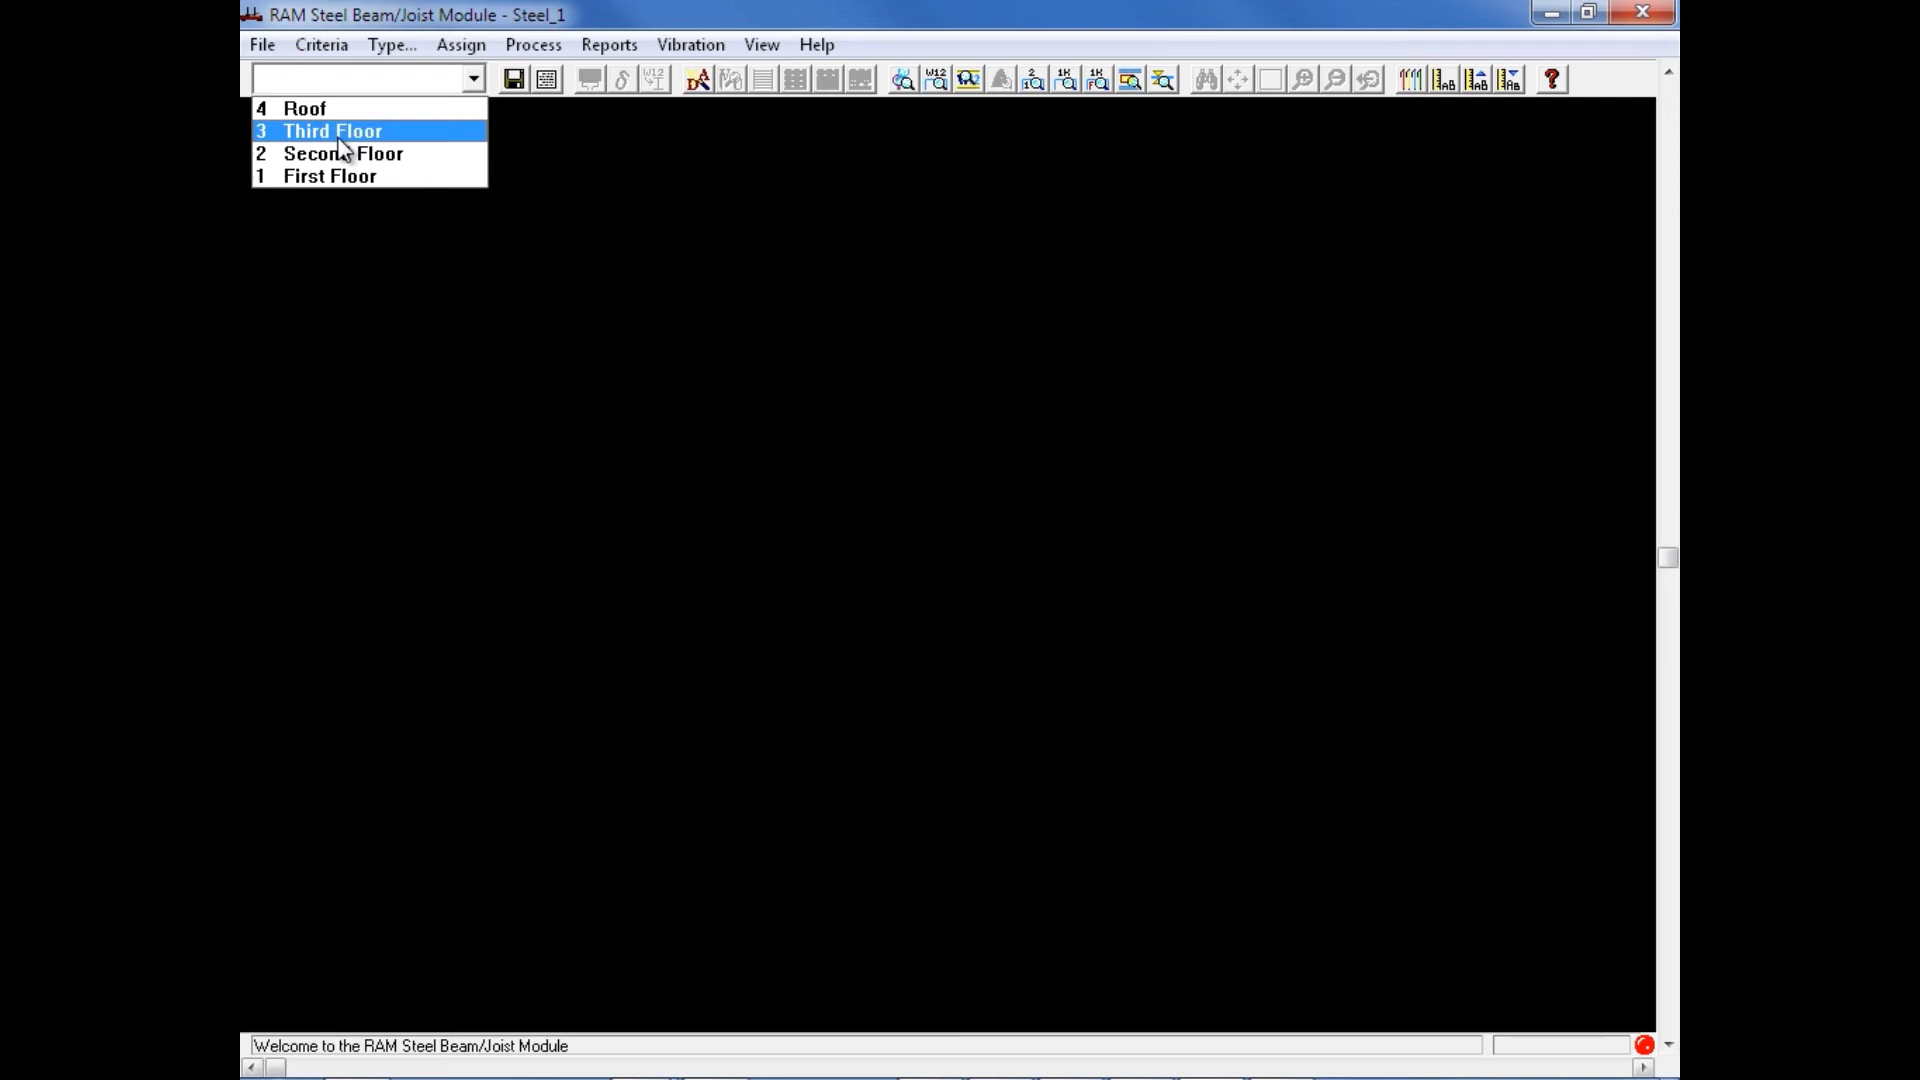 RAM Steel Beam/Joist Module - Steel_1
File Criteria Type... Assign Process Reports Vibration View Help
4 Roof
3 Third Floor
2 Second Floor
1 First Floor
Welcome to the RAM Steel Beam/Joist Module